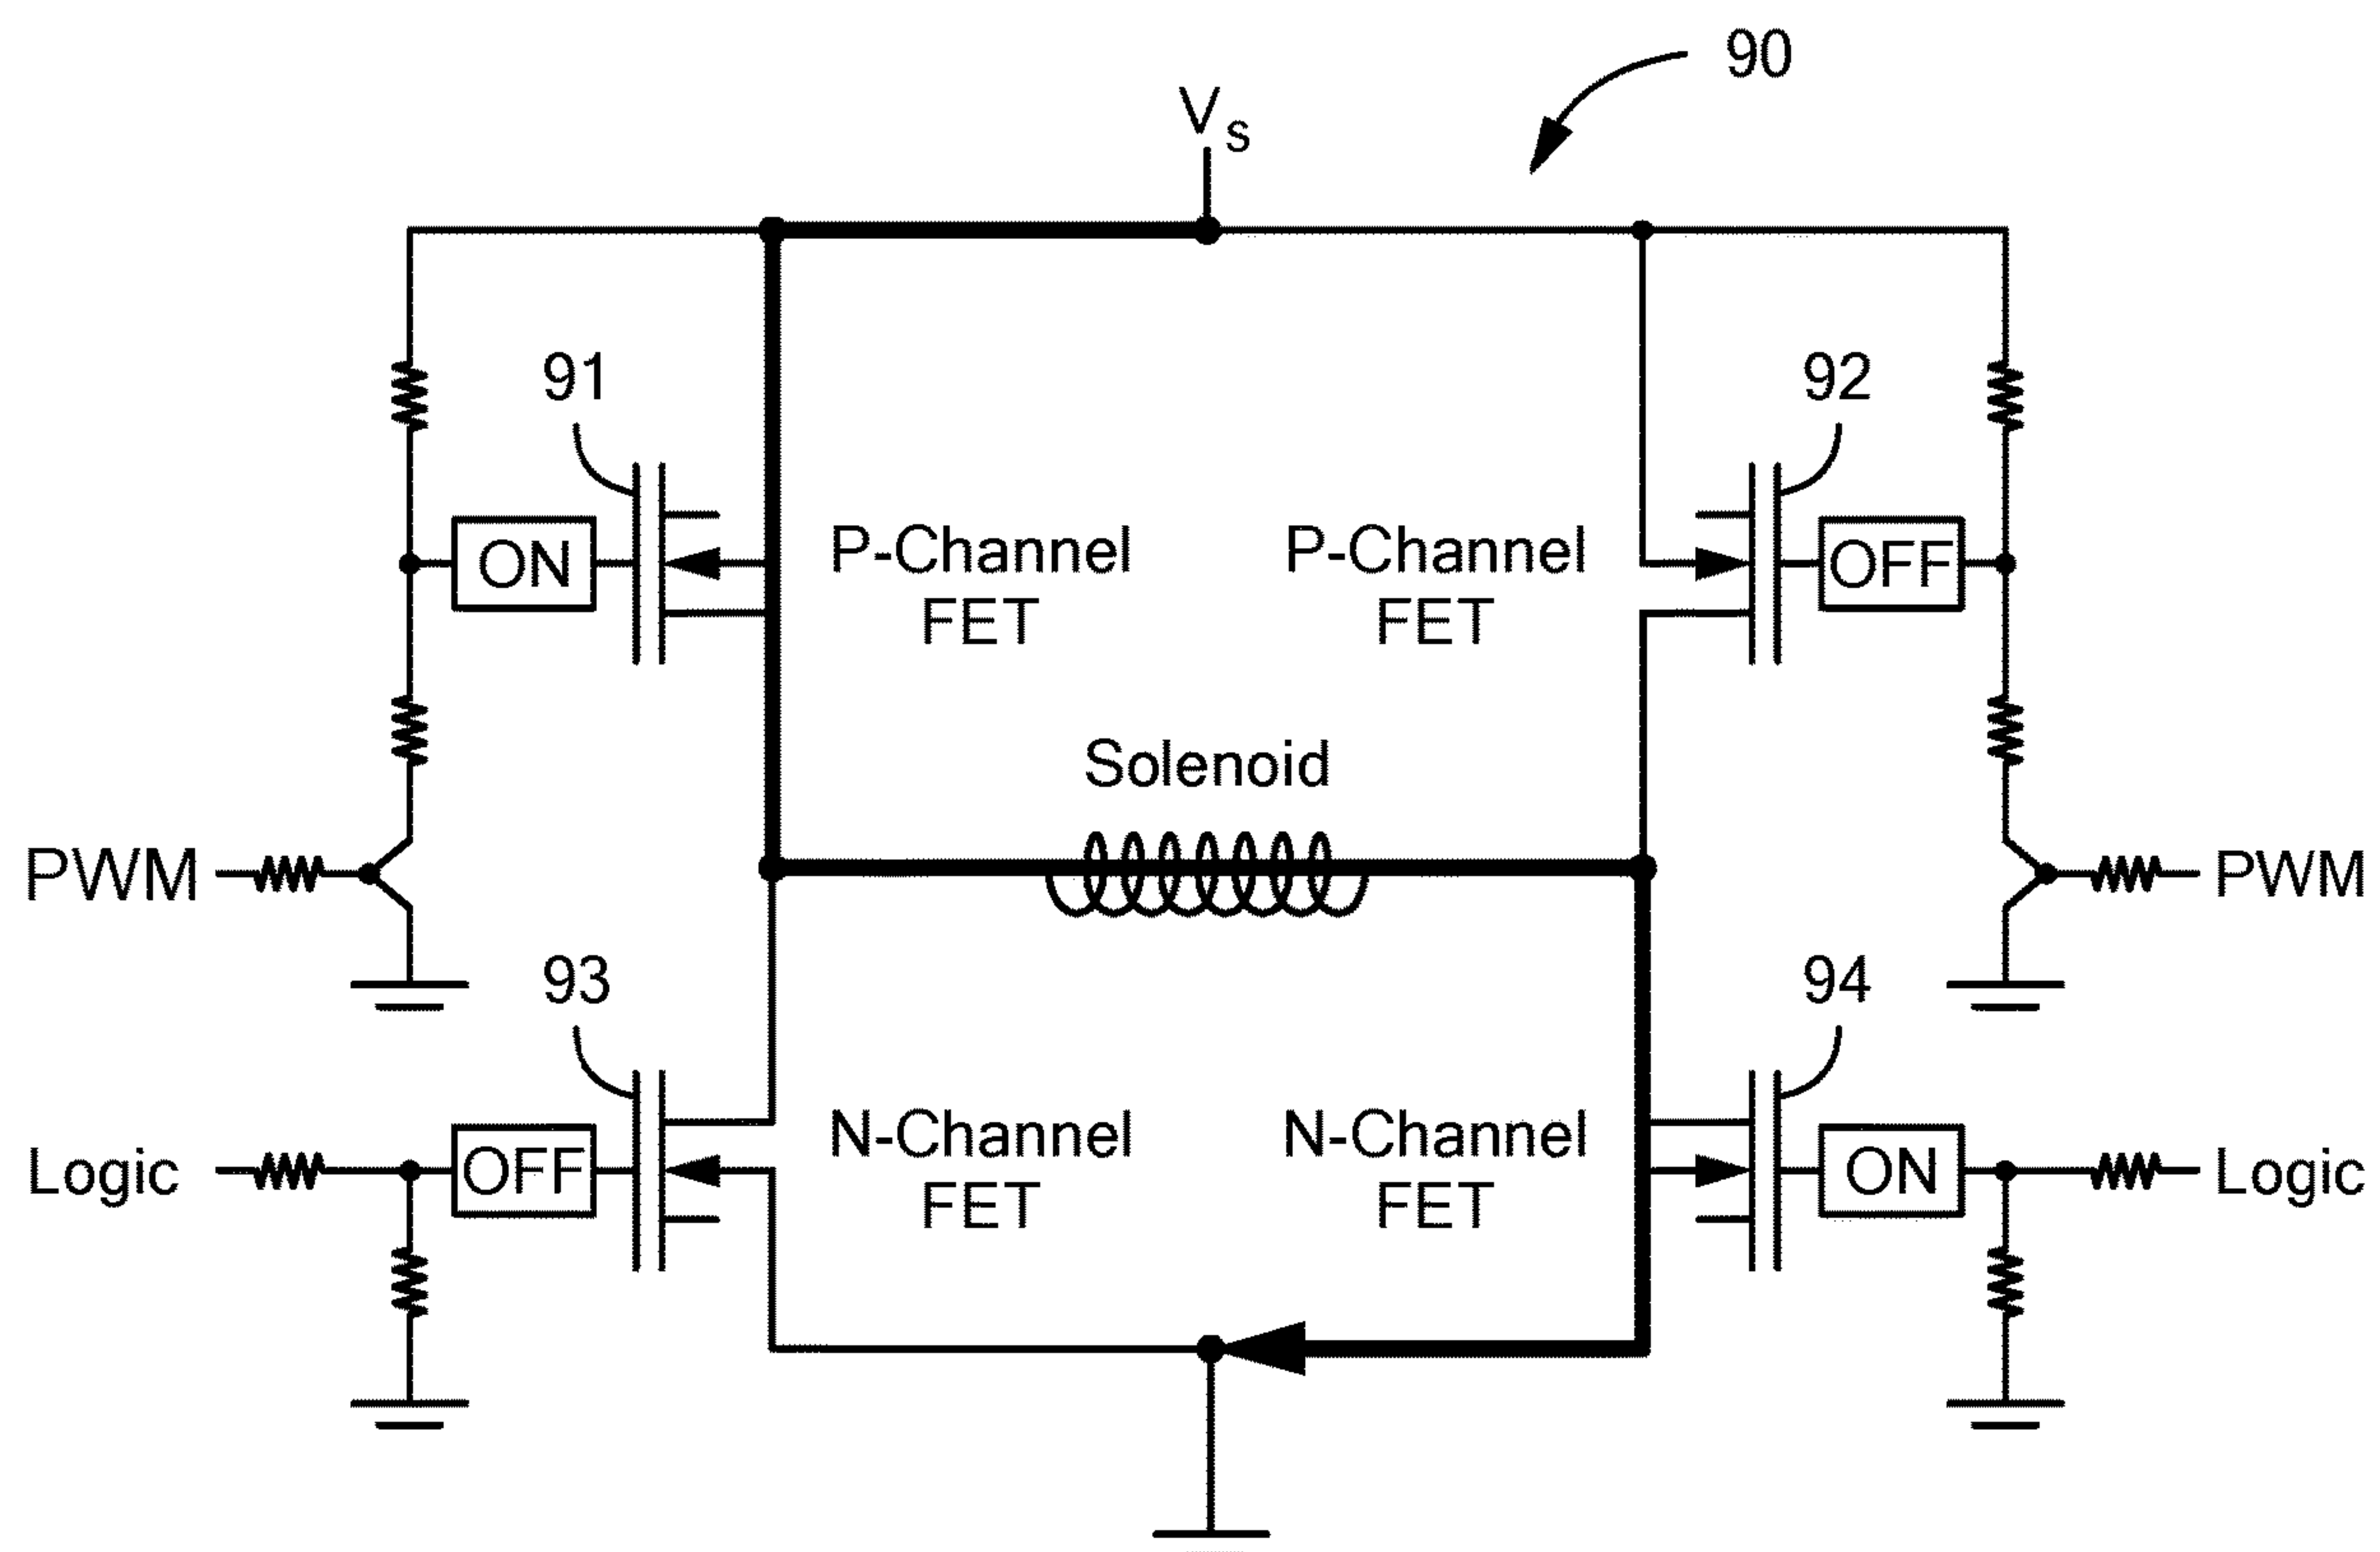 90
Vs
91
92
P-Channel
FET
P-Channel
FET
ON
OFF
Solenoid
PWM
PWM
93
94
N-Channel
FET
N-Channel
FET
Logic
OFF
ON
Logic